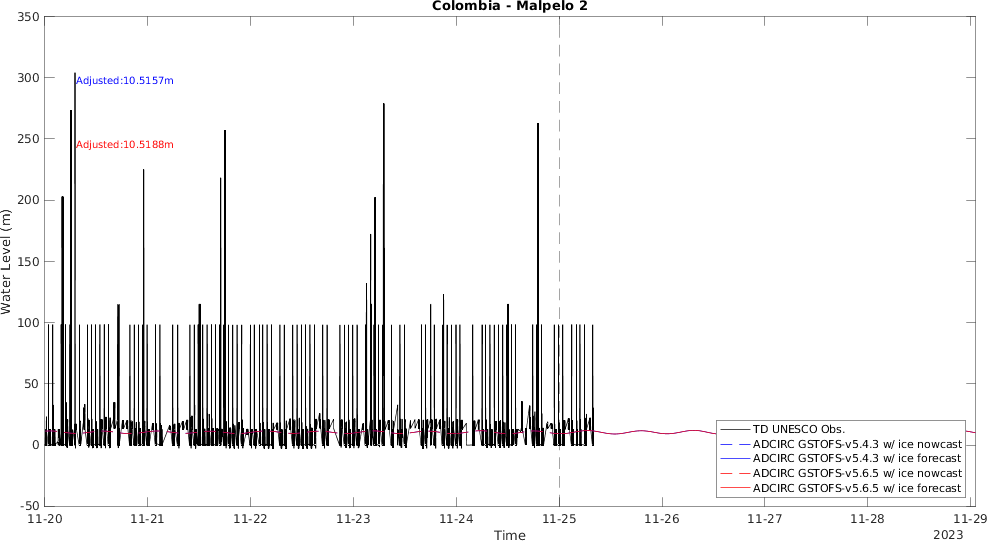 Colombia - Malpelo 2
350
300
250
200
150
100
50
0
-50
Water Level (m)
Adjusted:10.5157m
Adjusted:10.5188m
TD UNESCO Obs.
ADCIRC GSTOFS-v5.4.3 w/ ice nowcast
ADCIRC GSTOFS-v5.4.3 w/ ice forecast
ADCIRC GSTOFS-v5.6.5 w/ ice nowcast
ADCIRC GSTOFS-v5.6.5 w/ ice forecast
11-20 11-21 11-22 11-23 11-24 11-25 11-26 11-27 11-28 11-29
Time
2023